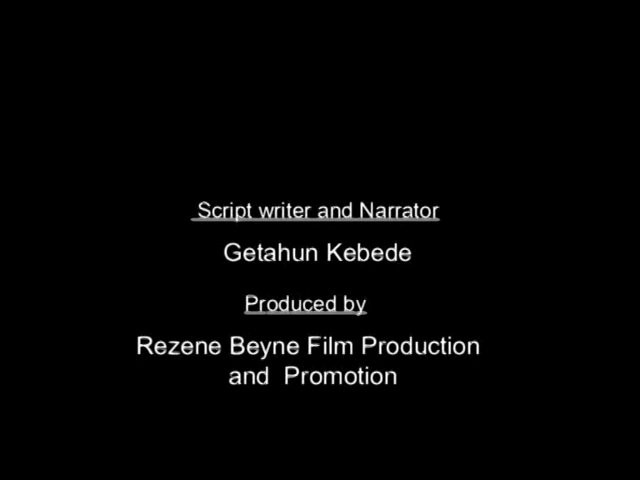 Script writer and Narrator
Getahun Kebede
Produced by
Rezene Beyne Film Production
and Promotion